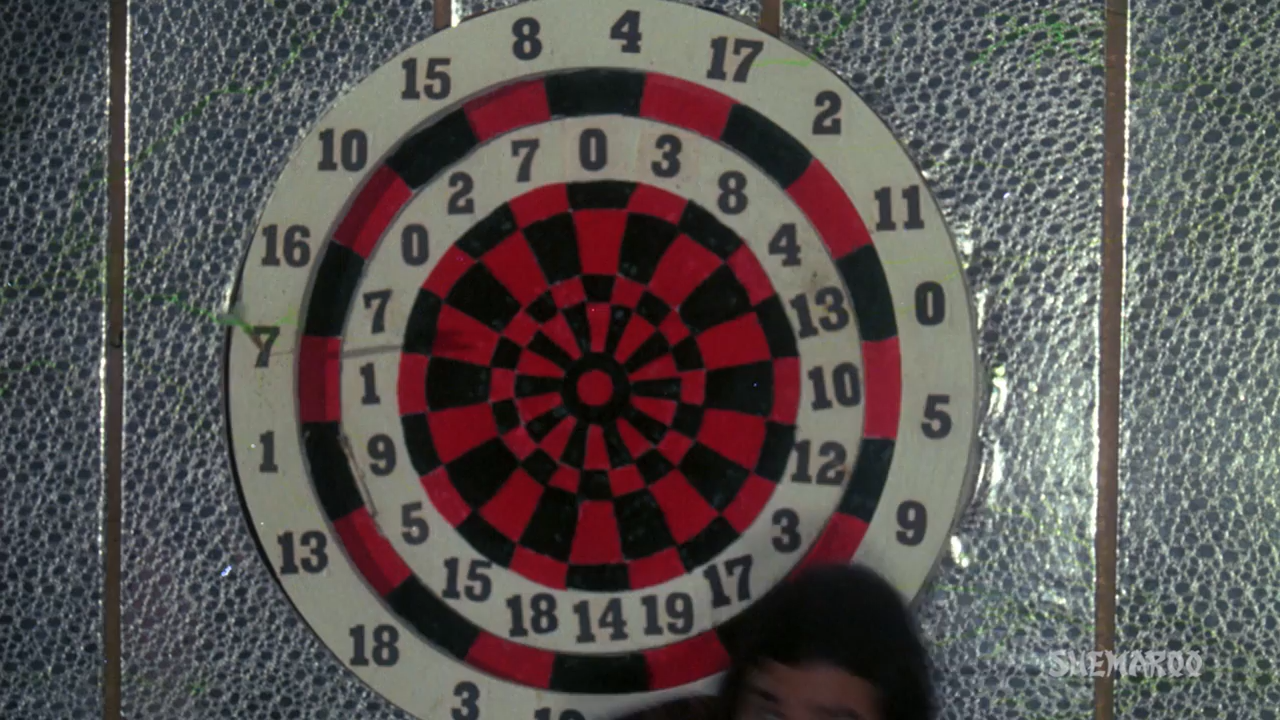 8 4 17 2 11 0 5 9
3 18 13 1 7 16 10 15
0 3 8 4 13 10 12 3 17 19 14 18 15 5 9 1 7 0 2 7
SHEMAROO